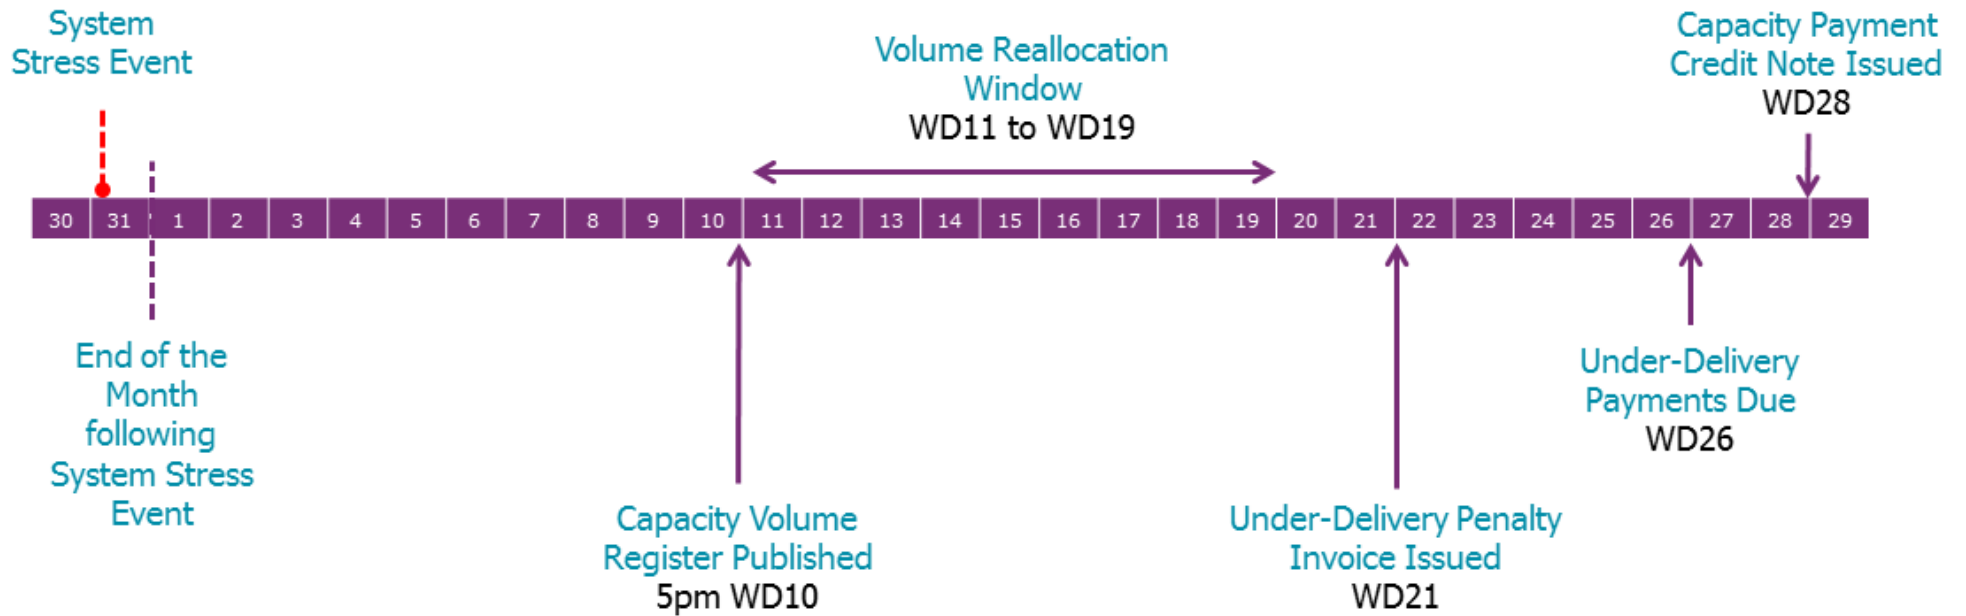 System
Stress Event
Volume Reallocation
Window
WD11 to WD19
Capacity Payment
Credit Note Issued
WD28
30 31 1 2 3 4 5 6 7 8 9 10 11 12 13 14 15 16 17 18 19 20 21 22 23 24 25 26 27 28 29
End of the
Month
following
System Stress
Event
Capacity Volume
Register Published
5pm WD10
Under-Delivery Penalty
Invoice Issued
WD21
Under-Delivery
Payments Due
WD26